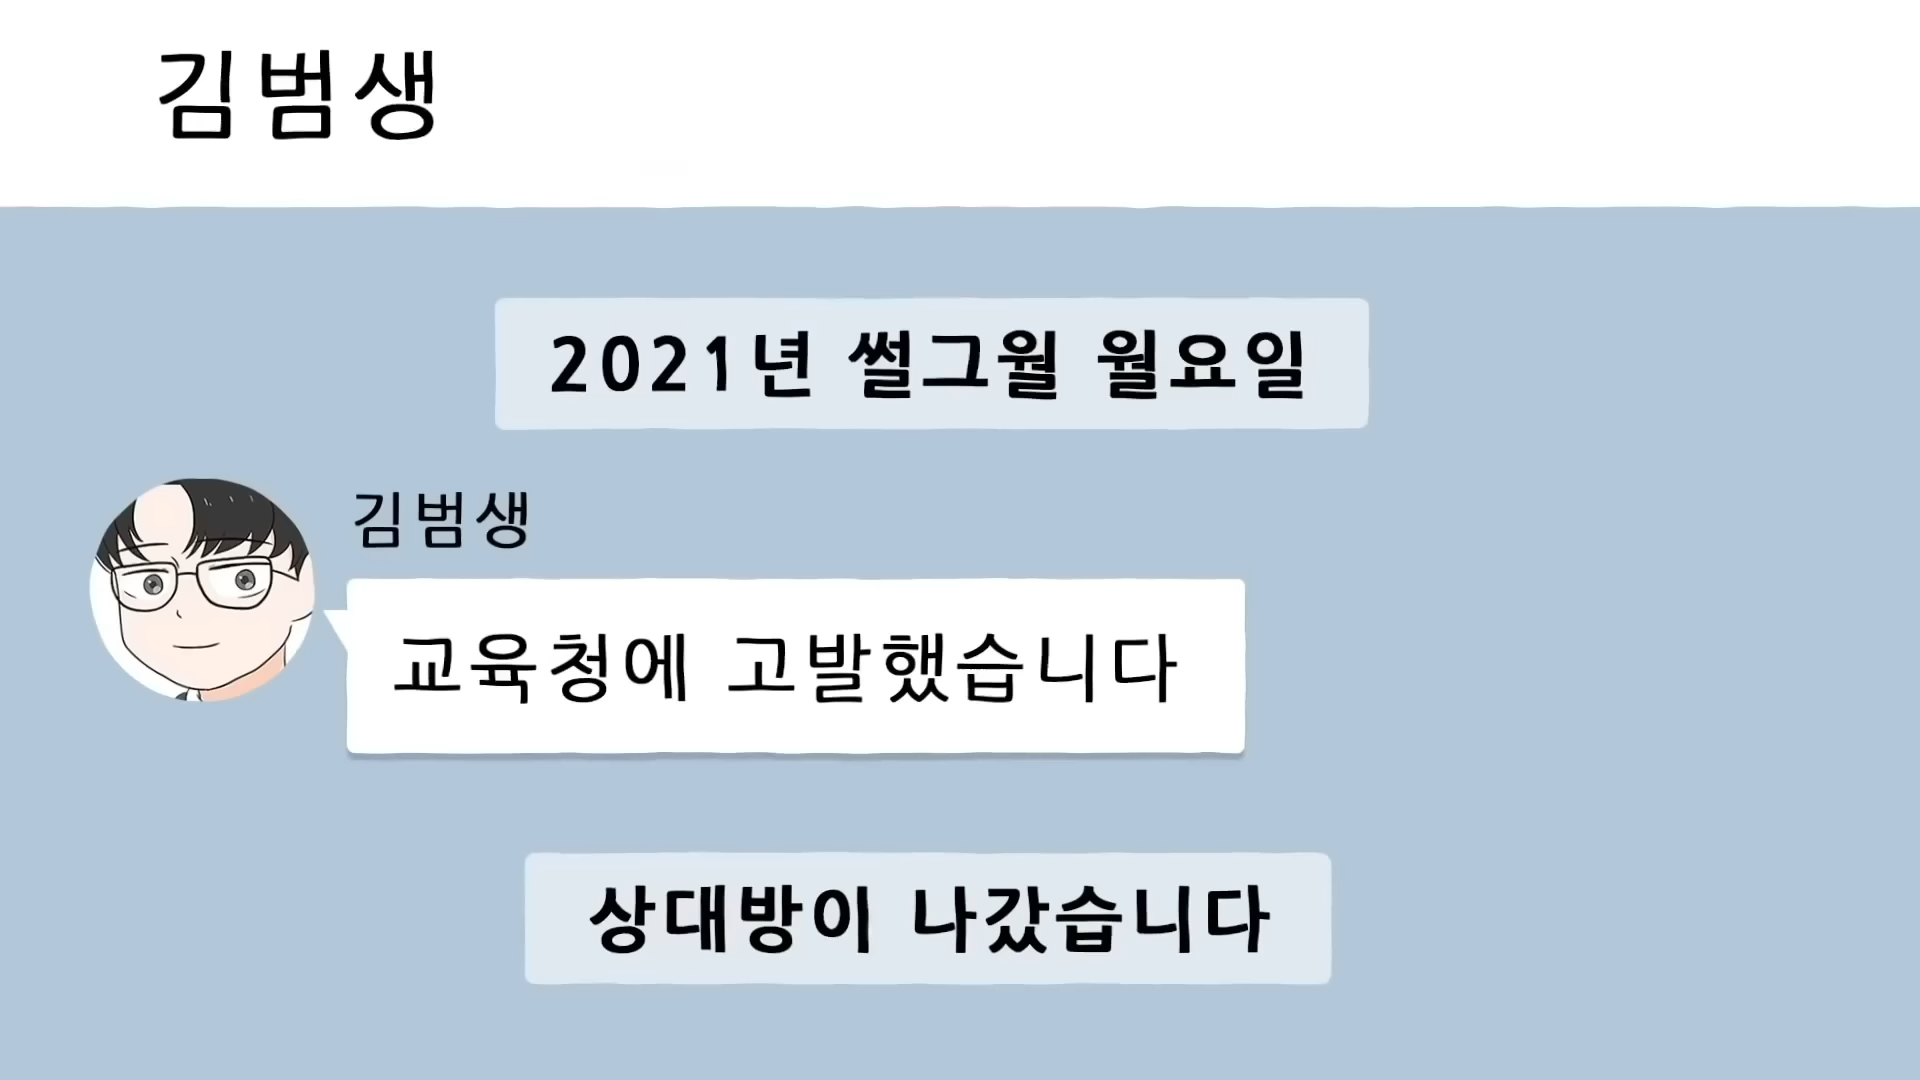 김범생
2021년 썰그월 월요일
김범생
교육청에 고발했습니다
상대방이 나갔습니다